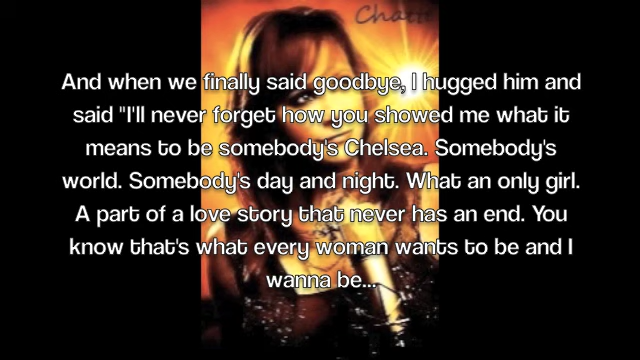 Chatti
And when we finally said goodbye, I hugged him and
said "I'll never forget how you showed me what it
means to be somebody's Chelsea. Somebody's
world. Somebody's day and night. What an only girl.
A part of a love story that never has an end. You
know that's what every woman wants to be and I
wanna be...